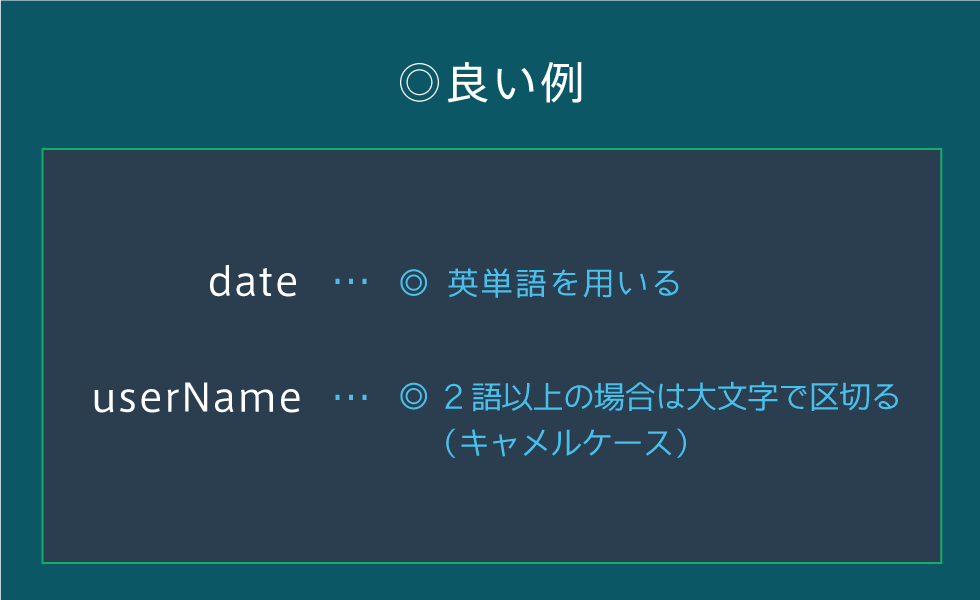 ◎良い例
date … ◎ 英単語を用いる
userName … ◎ 2語以上の場合は大文字で区切る
（キャメルケース）